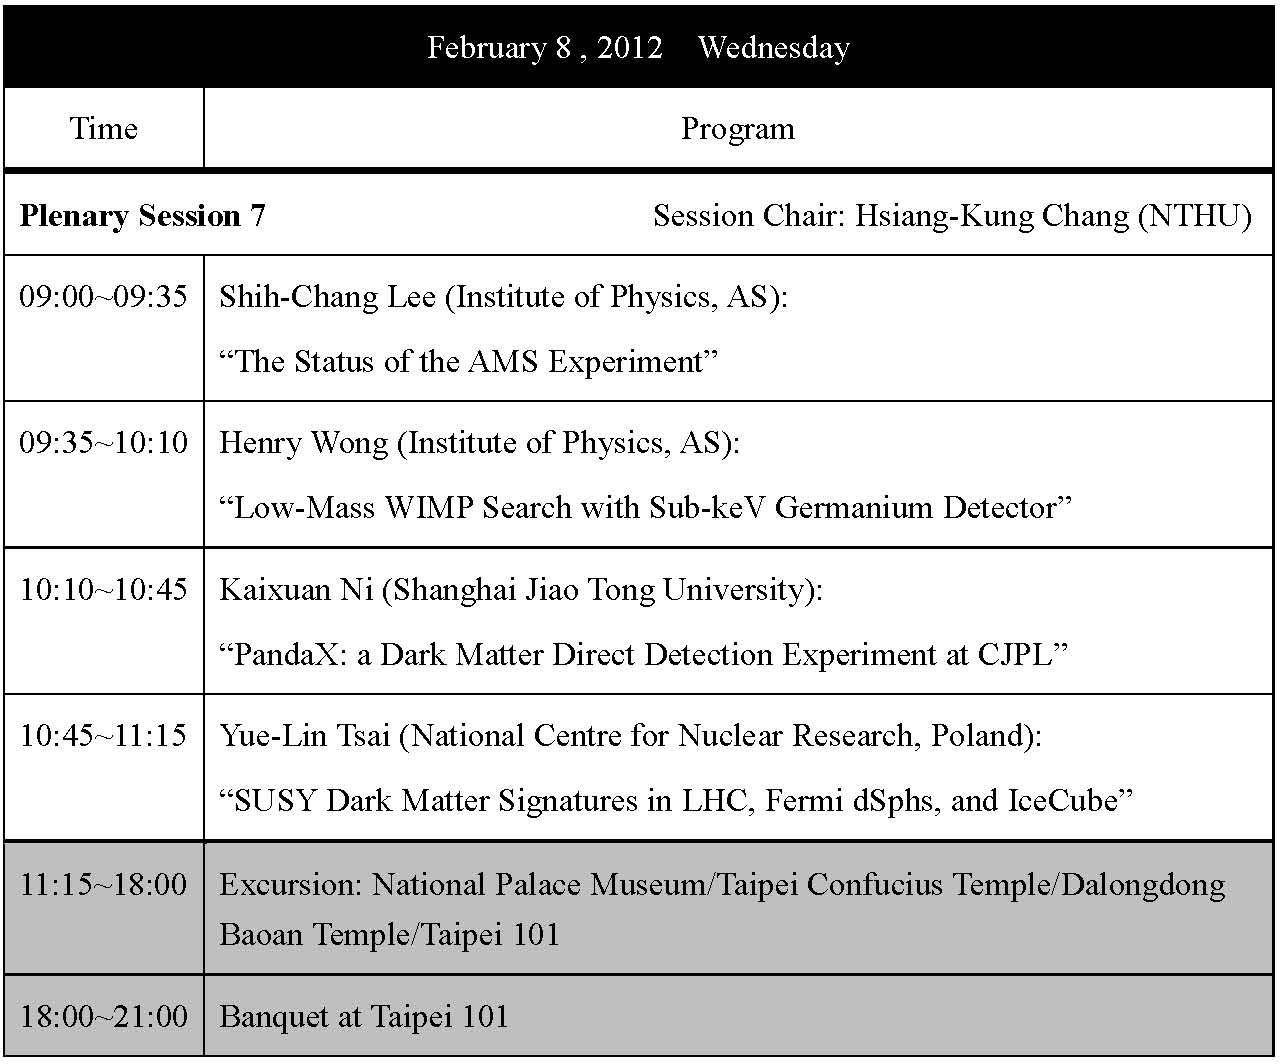 February 8 , 2012 Wednesday
Time Program
Plenary Session 7 Session Chair: Hsiang-Kung Chang (NTHU)
09:00~09:35 Shih-Chang Lee (Institute of Physics, AS):
“The Status of the AMS Experiment”
09:35~10:10 Henry Wong (Institute of Physics, AS):
“Low-Mass WIMP Search with Sub-keV Germanium Detector”
10:10~10:45 Kaixuan Ni (Shanghai Jiao Tong University):
“PandaX: a Dark Matter Direct Detection Experiment at CJPL”
10:45~11:15 Yue-Lin Tsai (National Centre for Nuclear Research, Poland):
“SUSY Dark Matter Signatures in LHC, Fermi dSphs, and IceCube”
11:15~18:00 Excursion: National Palace Museum/Taipei Confucius Temple/Dalongdong
Baoan Temple/Taipei 101
18:00~21:00 Banquet at Taipei 101